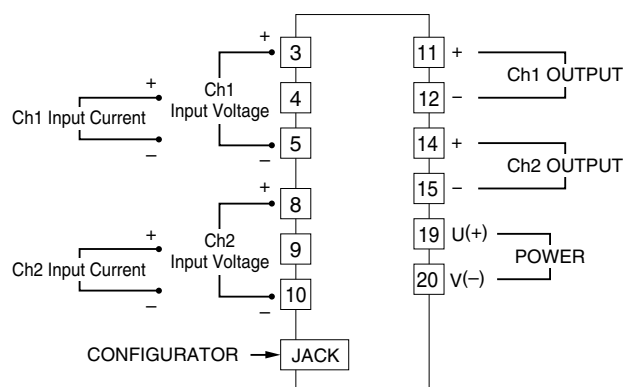 +
3
11
+
Ch1
Input Voltage
Ch1 OUTPUT
+
4
12
–
Ch1 Input Current
–
–
5
14
+
Ch2 OUTPUT
+
8
15
–
Ch2
Input Voltage
+
9
19
U(+)
POWER
Ch2 Input Current
–
–
10
20
V(–)
CONFIGURATOR
JACK